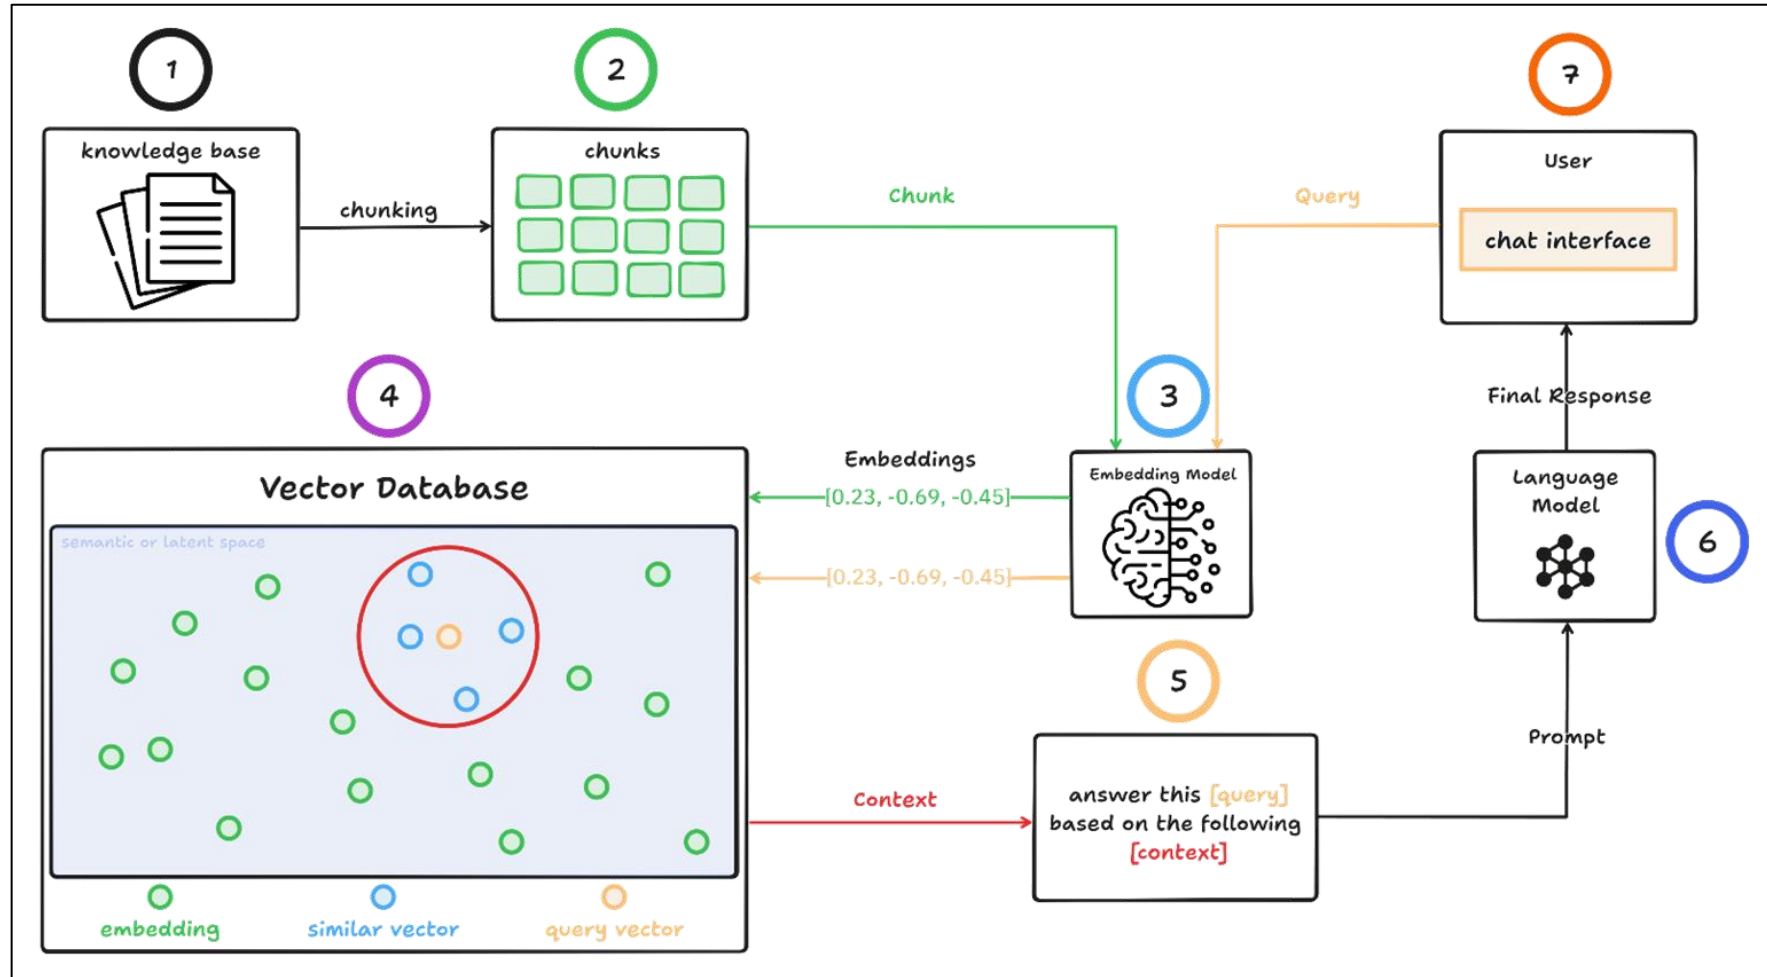 1
2
7
knowledge base
chunks
User
chunking
Chunk
Query
chat interface
4
3
Final Response
Vector Database
Embeddings
Embedding Model
Language
Model
[0.23, -0.69, -0.45]
semantic or latent space
[0.23, -0.69, -0.45]
6
5
Prompt
Context
answer this [query]
based on the following
[context]
embedding
similar vector
query vector